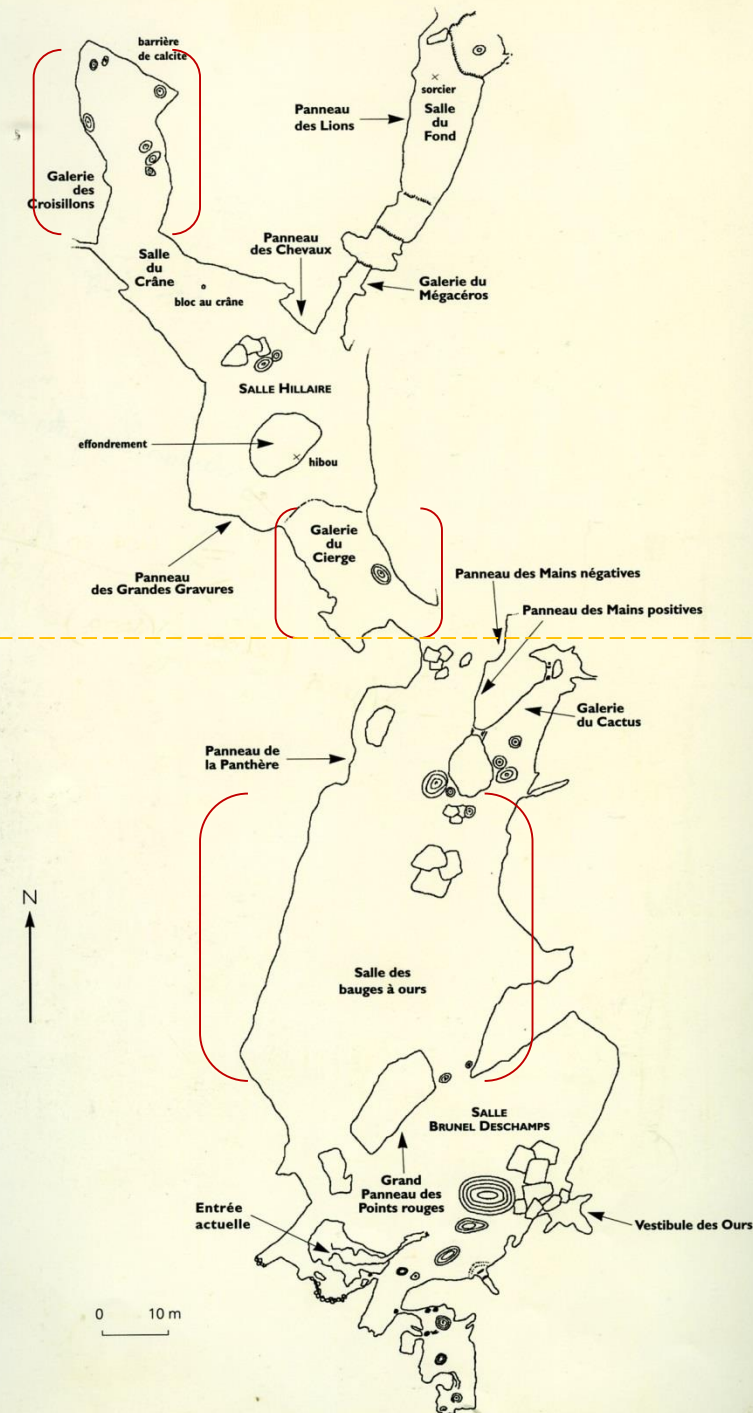 barrière
de calcite
sorcier
Panneau
des Lions
Salle
du
Fond
Galerie
des
Croisillons
Panneau
des Chevaux
Salle
du
Crâne
bloc au crâne
Galerie du
Mégacéros
SALLE HILLAIRE
effondrement
hibou
Galerie
du
Cierge
Panneau
des Grandes Gravures
Panneau des Mains négatives
Panneau des Mains positives
Galerie
du Cactus
Panneau de
la Panthère
N
Salle des
bauges à ours
SALLE
BRUNEL DESCHAMPS
Grand
Panneau des
Points rouges
Entrée
actuelle
Vestibule des Ours
0 10 m